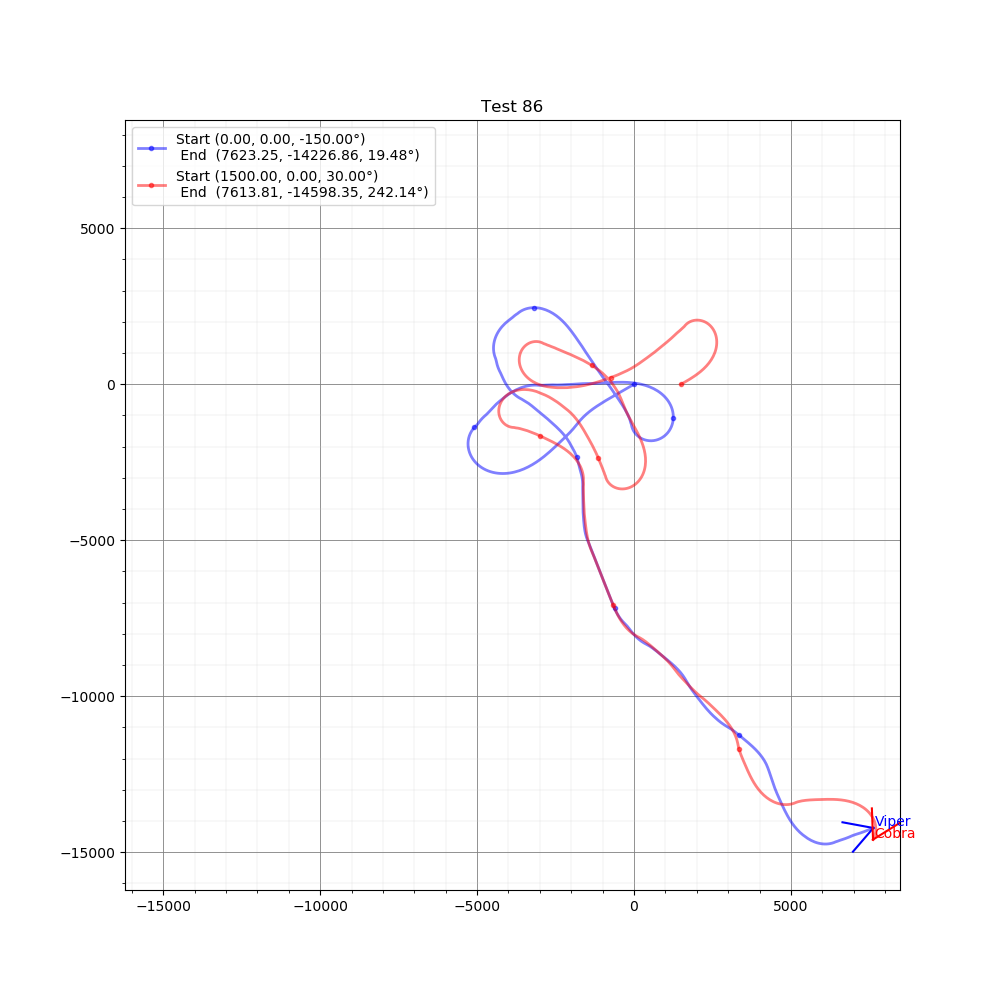 Test 86
Start (0.00, 0.00, -150.00°)
End (7623.25, -14226.86, 19.48°)
Start (1500.00, 0.00, 30.00°)
End (7613.81, -14598.35, 242.14°)
5000
0
−5000
−10000
−15000
Viper
Cobra
−15000 −10000 −5000 0 5000